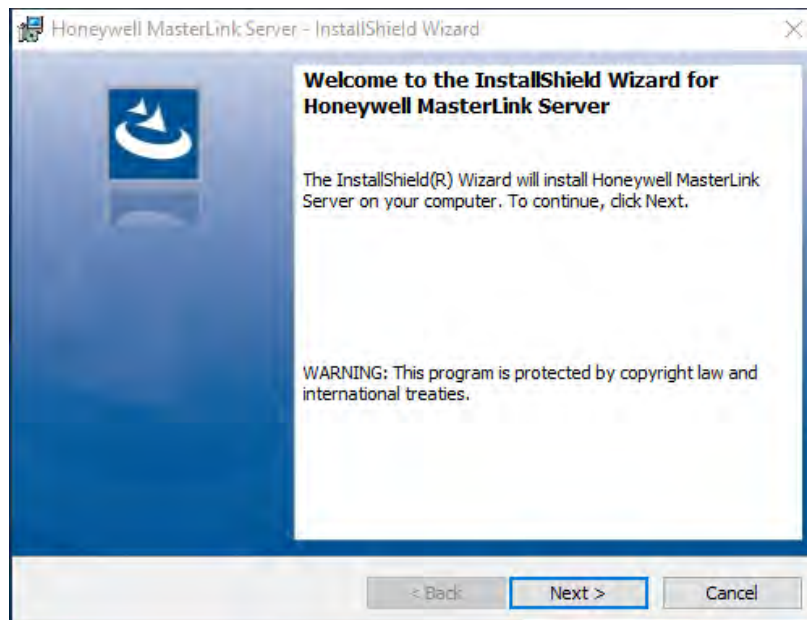 Honeywell MasterLink Server - InstallShield Wizard
Welcome to the InstallShield Wizard for
Honeywell MasterLink Server
The InstallShield(R) Wizard will install Honeywell MasterLink
Server on your computer. To continue, click Next.
WARNING: This program is protected by copyright law and
international treaties.
< Back
Next >
Cancel